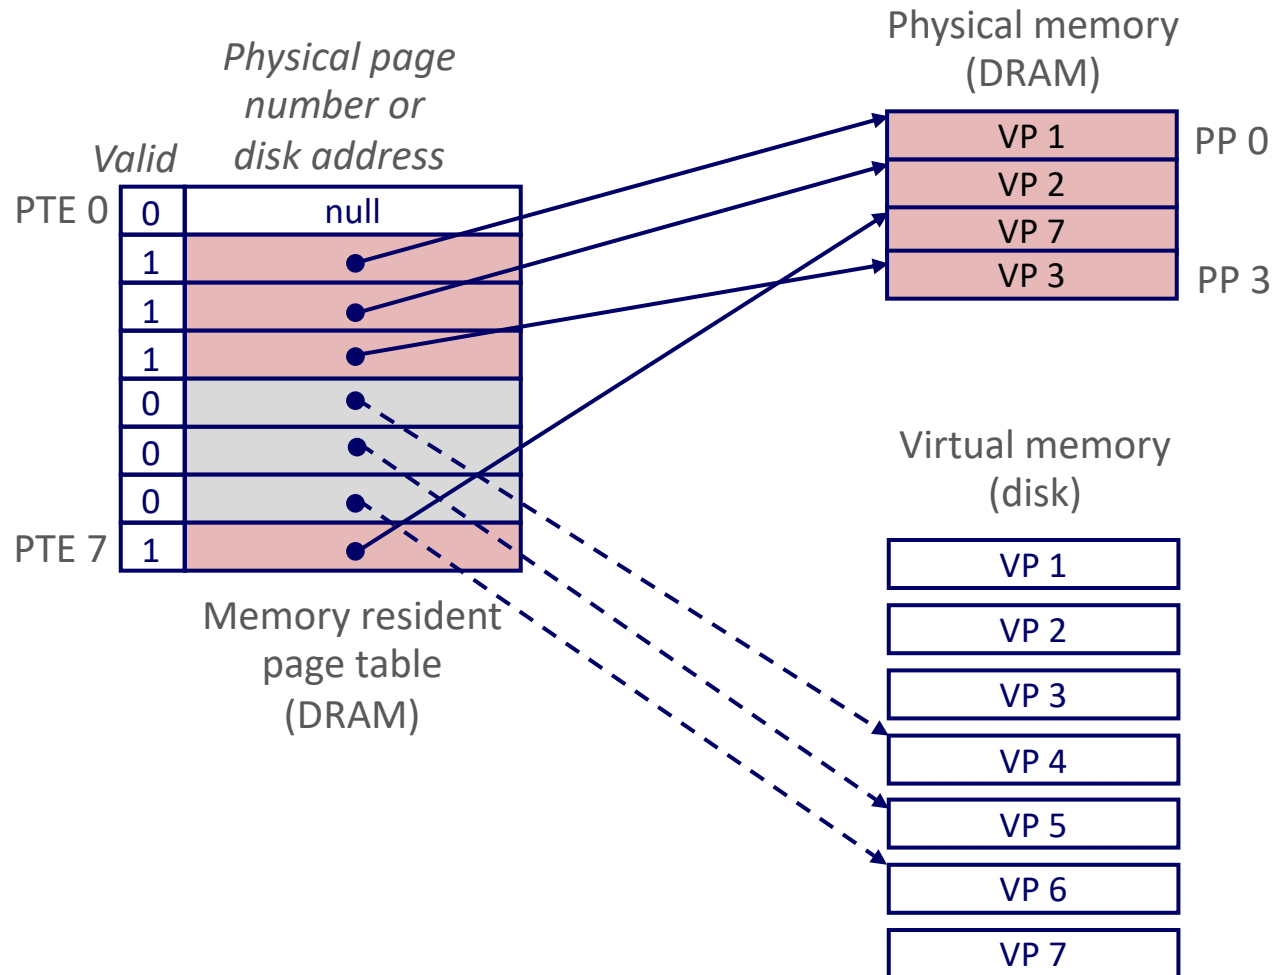 Physical page
number or
disk address
Valid
PTE 0
0
null
1
1
1
0
0
0
PTE 7
1
Memory resident
page table
(DRAM)
Physical memory
(DRAM)
VP 1
PP 0
VP 2
VP 7
VP 3
PP 3
Virtual memory
(disk)
VP 1
VP 2
VP 3
VP 4
VP 5
VP 6
VP 7